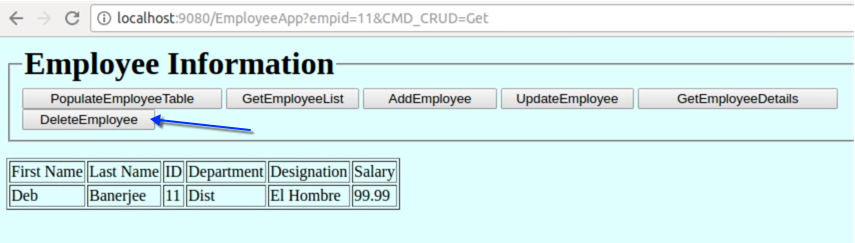 localhost:9080/EmployeeApp?empid=11&CMD_CRUD=Get
Employee Information
PopulateEmployeeTable GetEmployeeList AddEmployee UpdateEmployee GetEmployeeDetails
DeleteEmployee
First Name Last Name ID Department Designation Salary
Deb Banerjee 11 Dist El Hombre 99.99